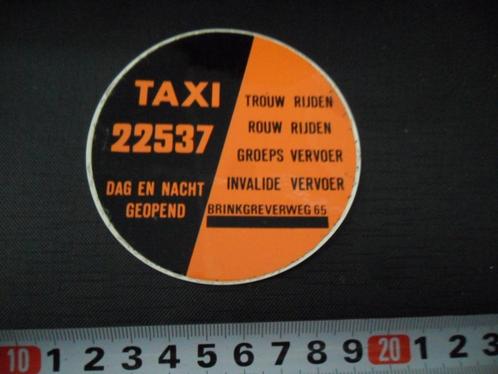 TAXI
22537
DAG EN NACHT
GEOPEND
TROUW RIJDEN
ROUW RIJDEN
GROEPS VERVOER
INVALIDE VERVOER
BRINKGREVERWEG 65
10 1 2 3 4 5 6 7 8 9 20 1 2 3